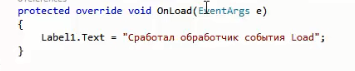 protected override void OnLoad(EventArgs e)
{
Label1.Text = "Сработал обработчик события Load";
}